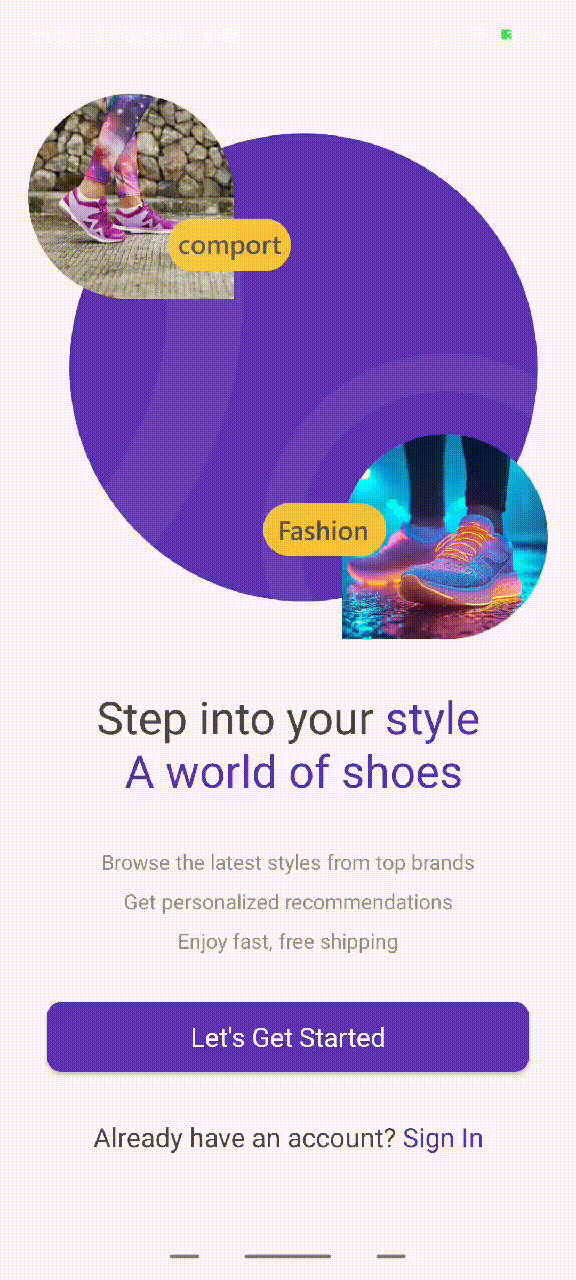 comport
Fashion
Step into your style
A world of shoes
Browse the latest styles from top brands
Get personalized recommendations
Enjoy fast, free shipping
Let's Get Started
Already have an account? Sign In